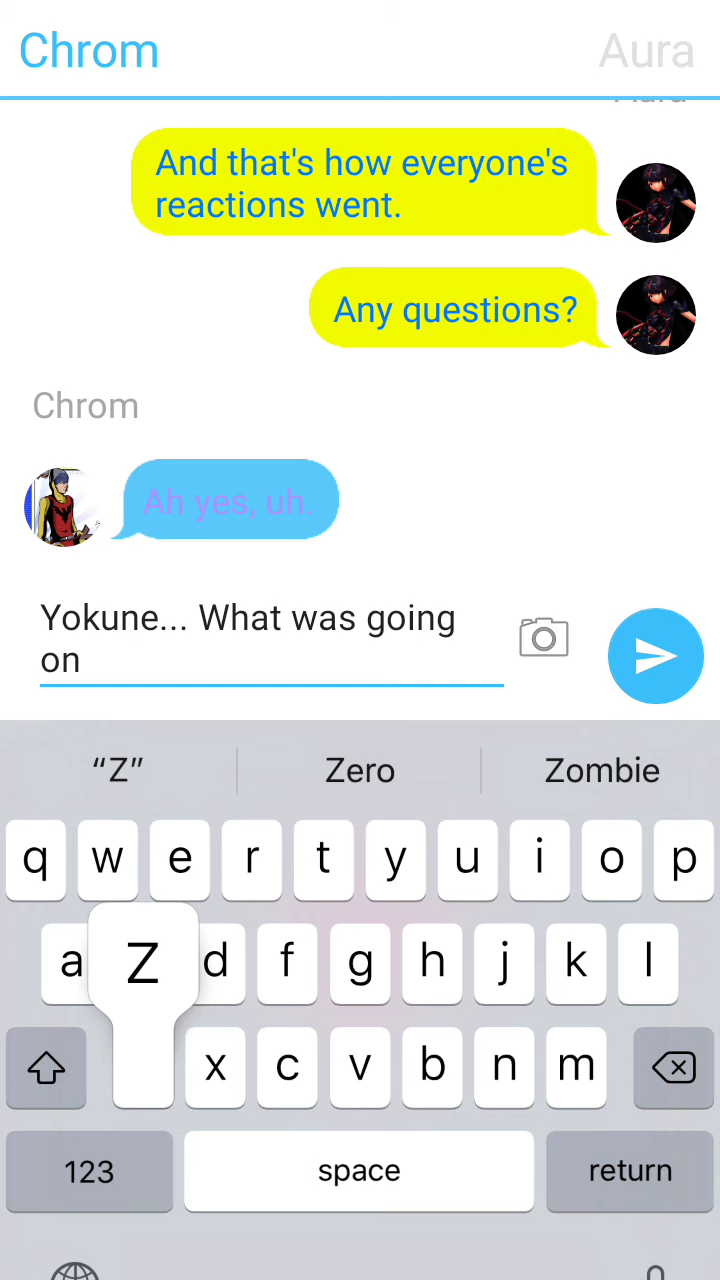 Chrom Aura
And that's how everyone's
reactions went.
Any questions?
Chrom
Ah yes, uh.
Yokune... What was going
on
“Z” Zero Zombie
q w e r t y u i o p
a Z d f g h j k l
x c v b n m
123 space return